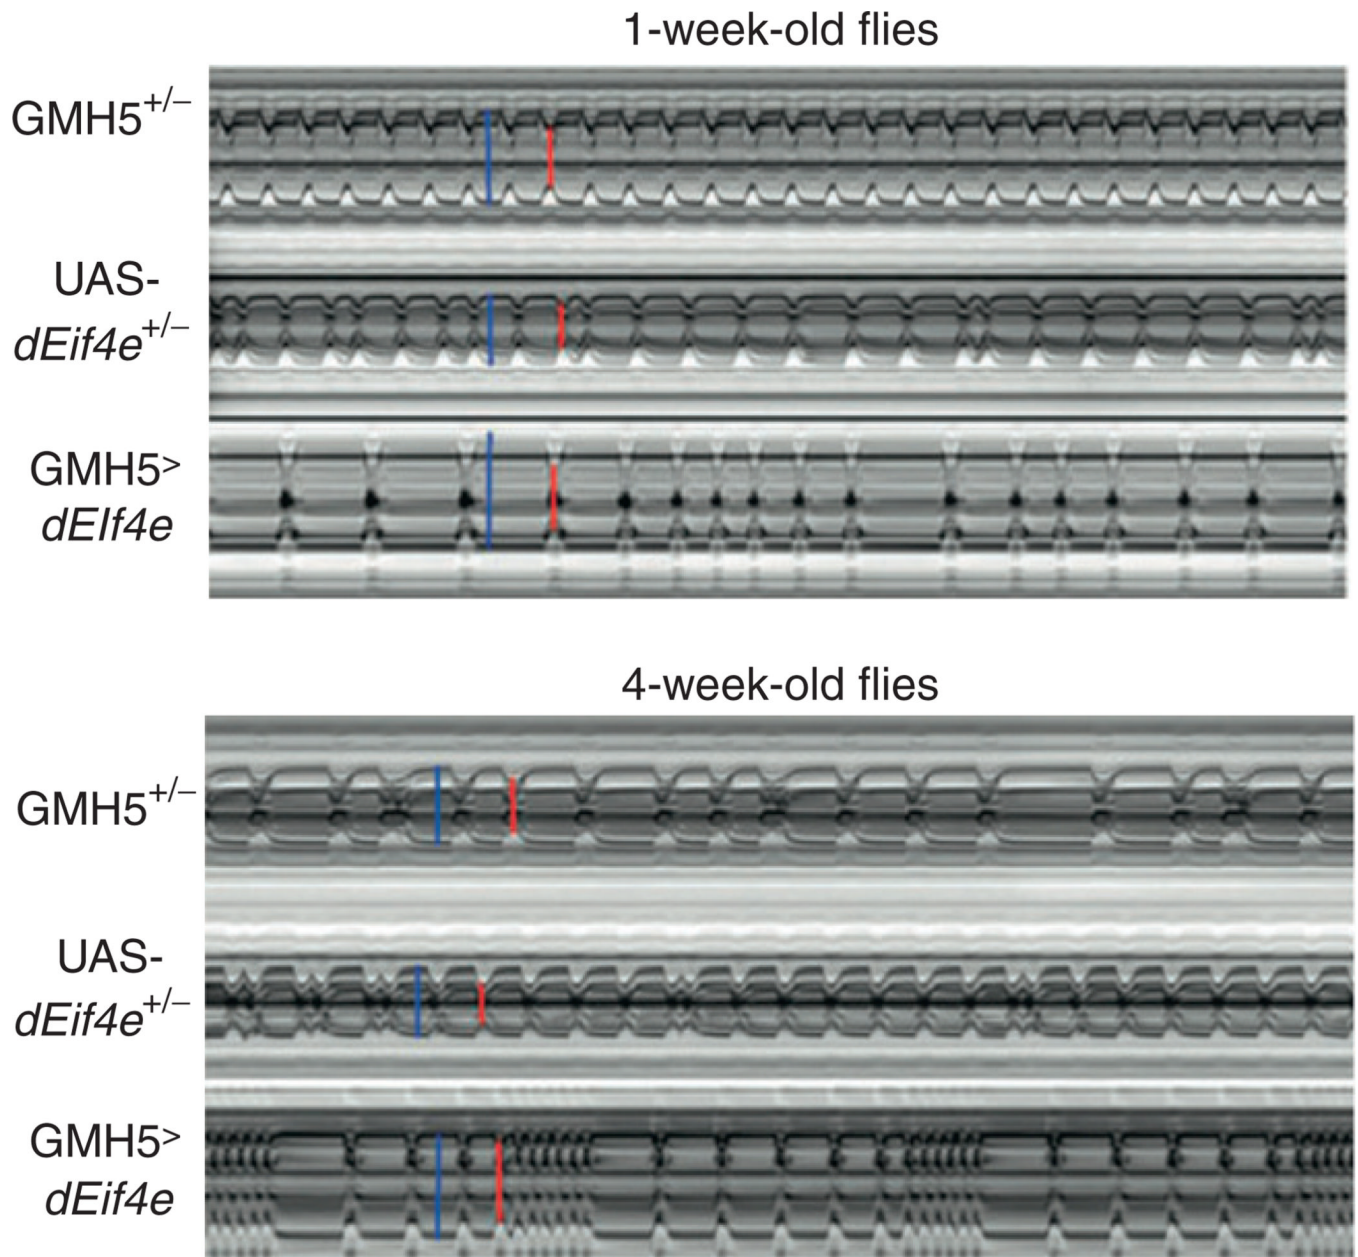 1-week-old flies
GMH5+/–
UAS-
dEif4e+/–
GMH5>
dEIf4e
4-week-old flies
GMH5+/–
UAS-
dEif4e+/–
GMH5>
dEif4e